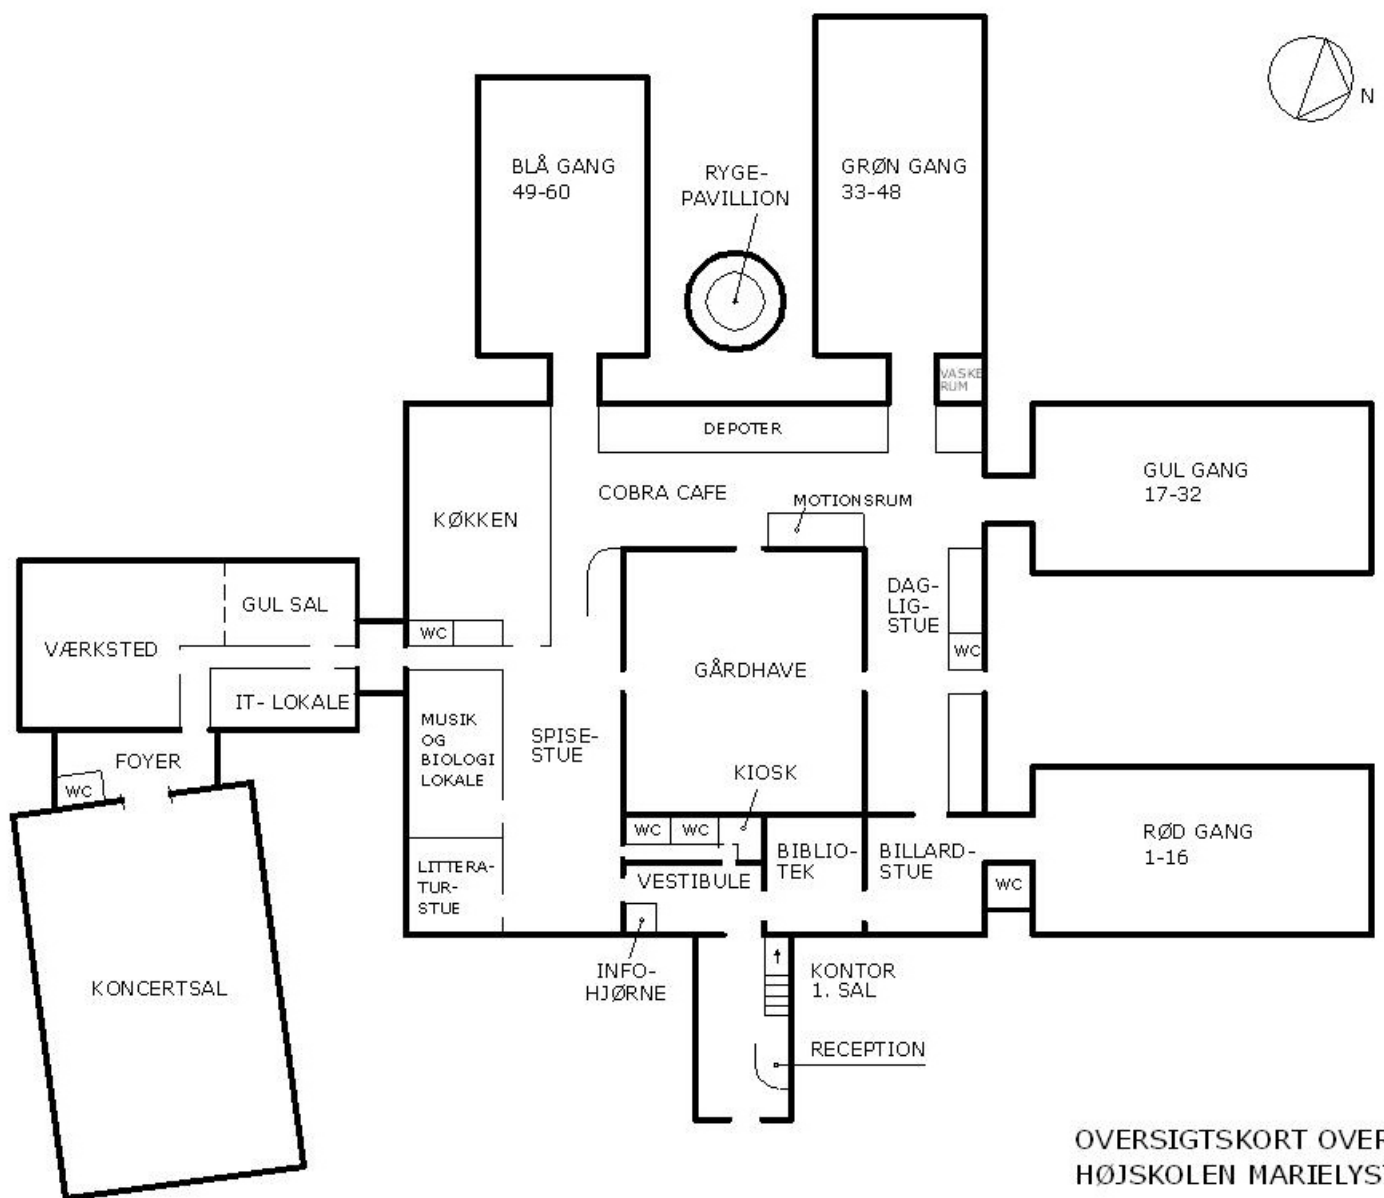 N
BLÅ GANG
49-60
RYGE-
PAVILLION
GRØN GANG
33-48
VASKE
RUM
DEPOTER
GUL GANG
17-32
COBRA CAFE
MOTIONSRUM
KØKKEN
DAG-
LIG-
STUE
GUL SAL
WC
VÆRKSTED
WC
GÅRDHAVE
IT- LOKALE
MUSIK
OG
BIOLOGI
LOKALE
SPISE-
STUE
FOYER
WC
KIOSK
WC
WC
BIBLIO-
TEK
BILLARD-
STUE
RØD GANG
1-16
LITTERA-
TUR-
STUE
VESTIBULE
WC
INFO-
HJØRNE
KONTOR
1. SAL
KONCERTSAL
RECEPTION
OVERSIGTSKORT OVER
HØJSKOLEN MARIELYST